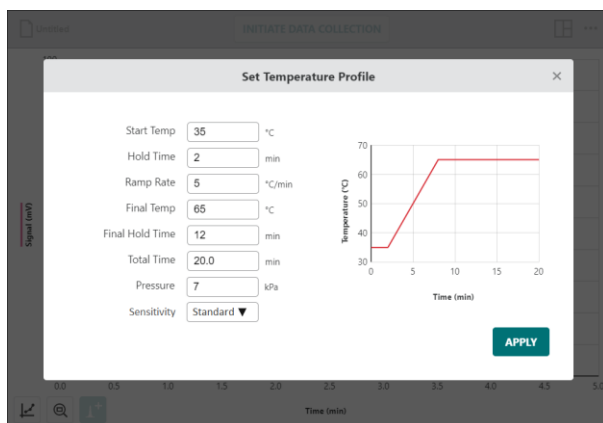 Untitled
INITIATE DATA COLLECTION
Set Temperature Profile
Start Temp 35 °C
Hold Time 2 min
Ramp Rate 5 °C/min
Final Temp 65 °C
Final Hold Time 12 min
Total Time 20.0 min
Pressure 7 kPa
Sensitivity Standard ▼
Temperature (°C)
70
60
50
40
30
0 5 10 15 20
Time (min)
APPLY
Signal (mV)
0.0 0.5 1.0 1.5 2.0 2.5 3.0 3.5 4.0 4.5 5.0
Time (min)